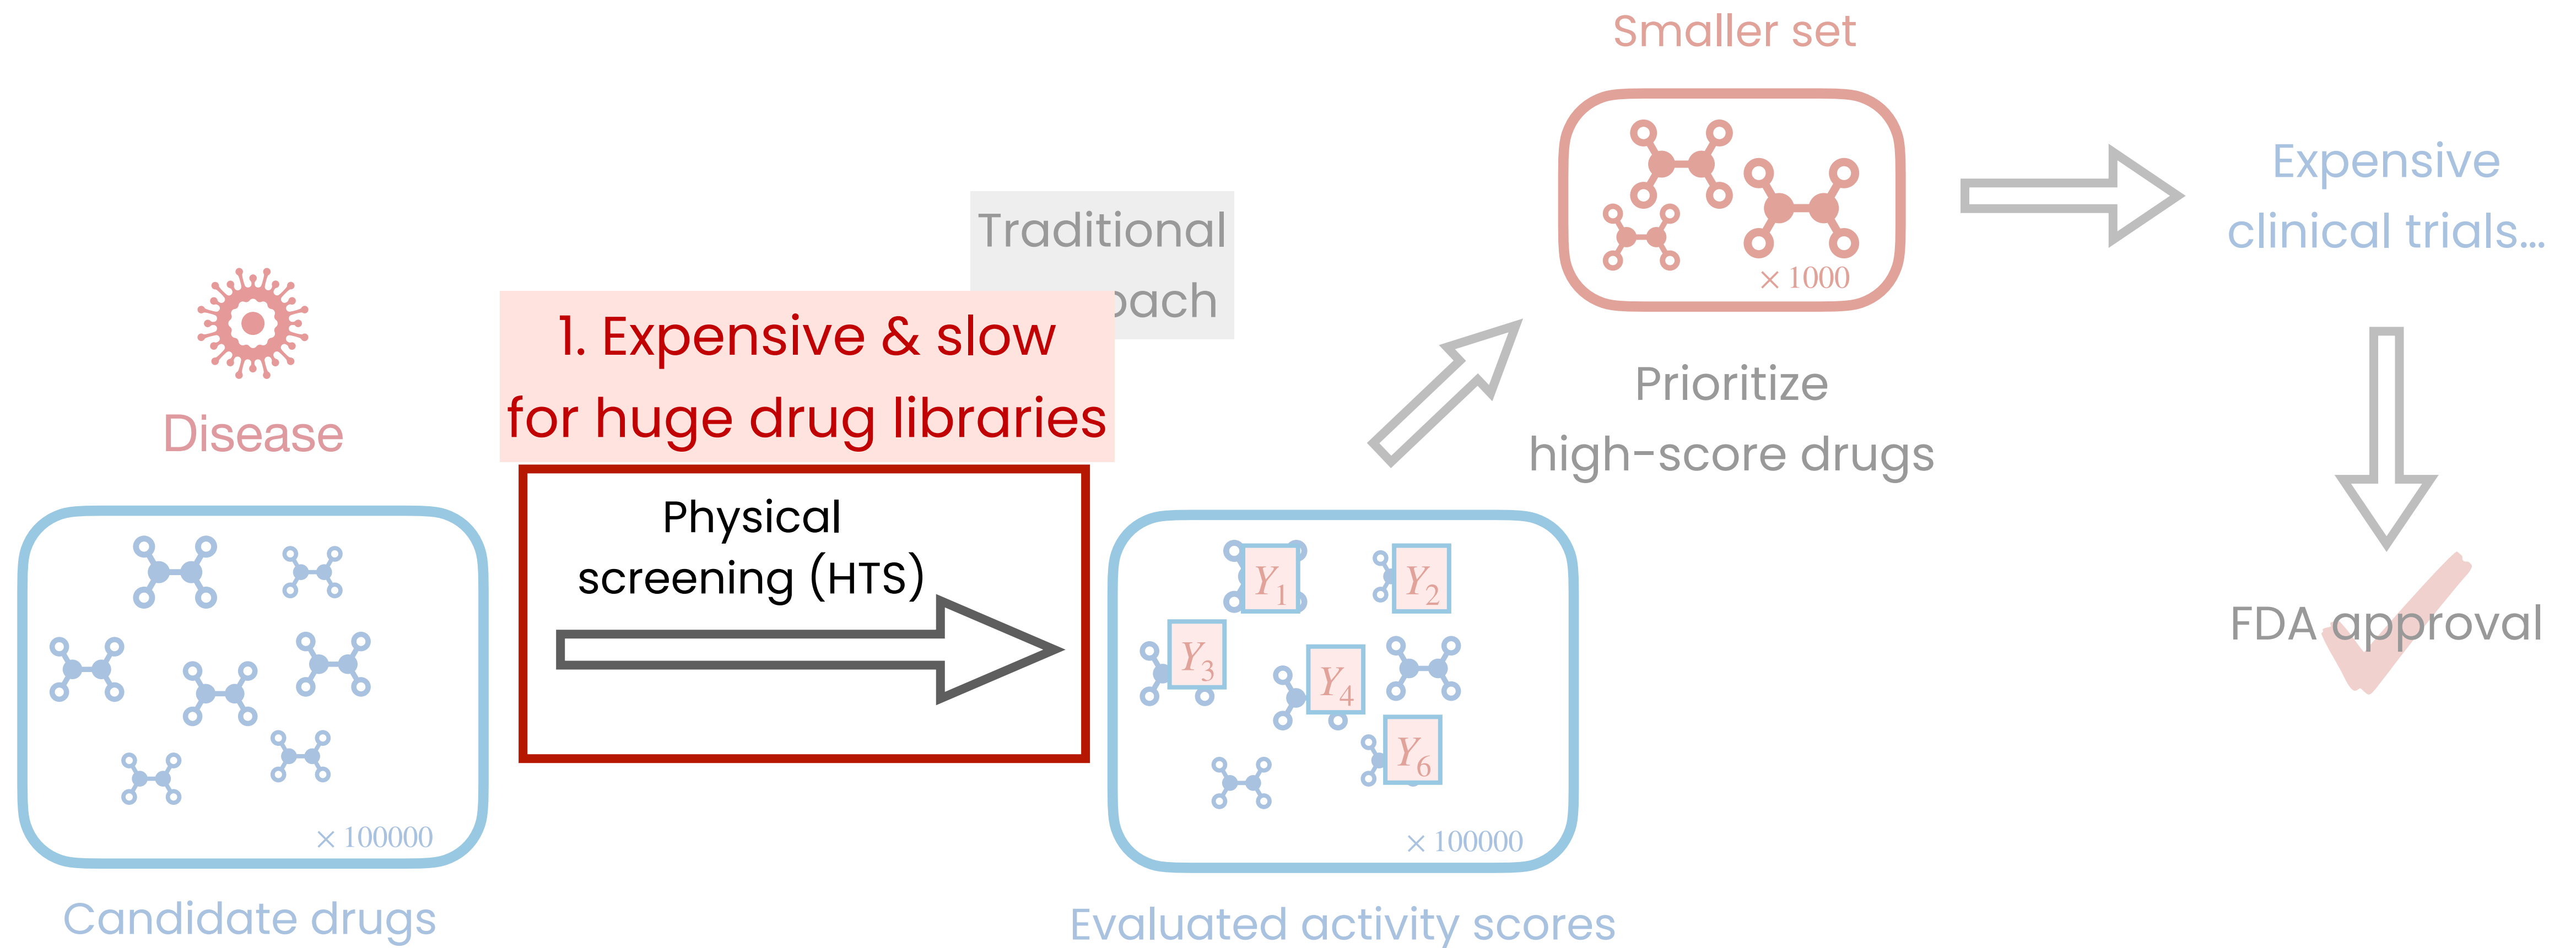 Smaller set
× 1000
Expensive
clinical trials...
Traditional
1. Expensive & slow
for huge drug libraries
Disease
Prioritize
high-score drugs
Physical
screening (HTS)
Y1
Y2
Y3
Y4
Y6
FDA approval
× 100000
× 100000
Candidate drugs
Evaluated activity scores